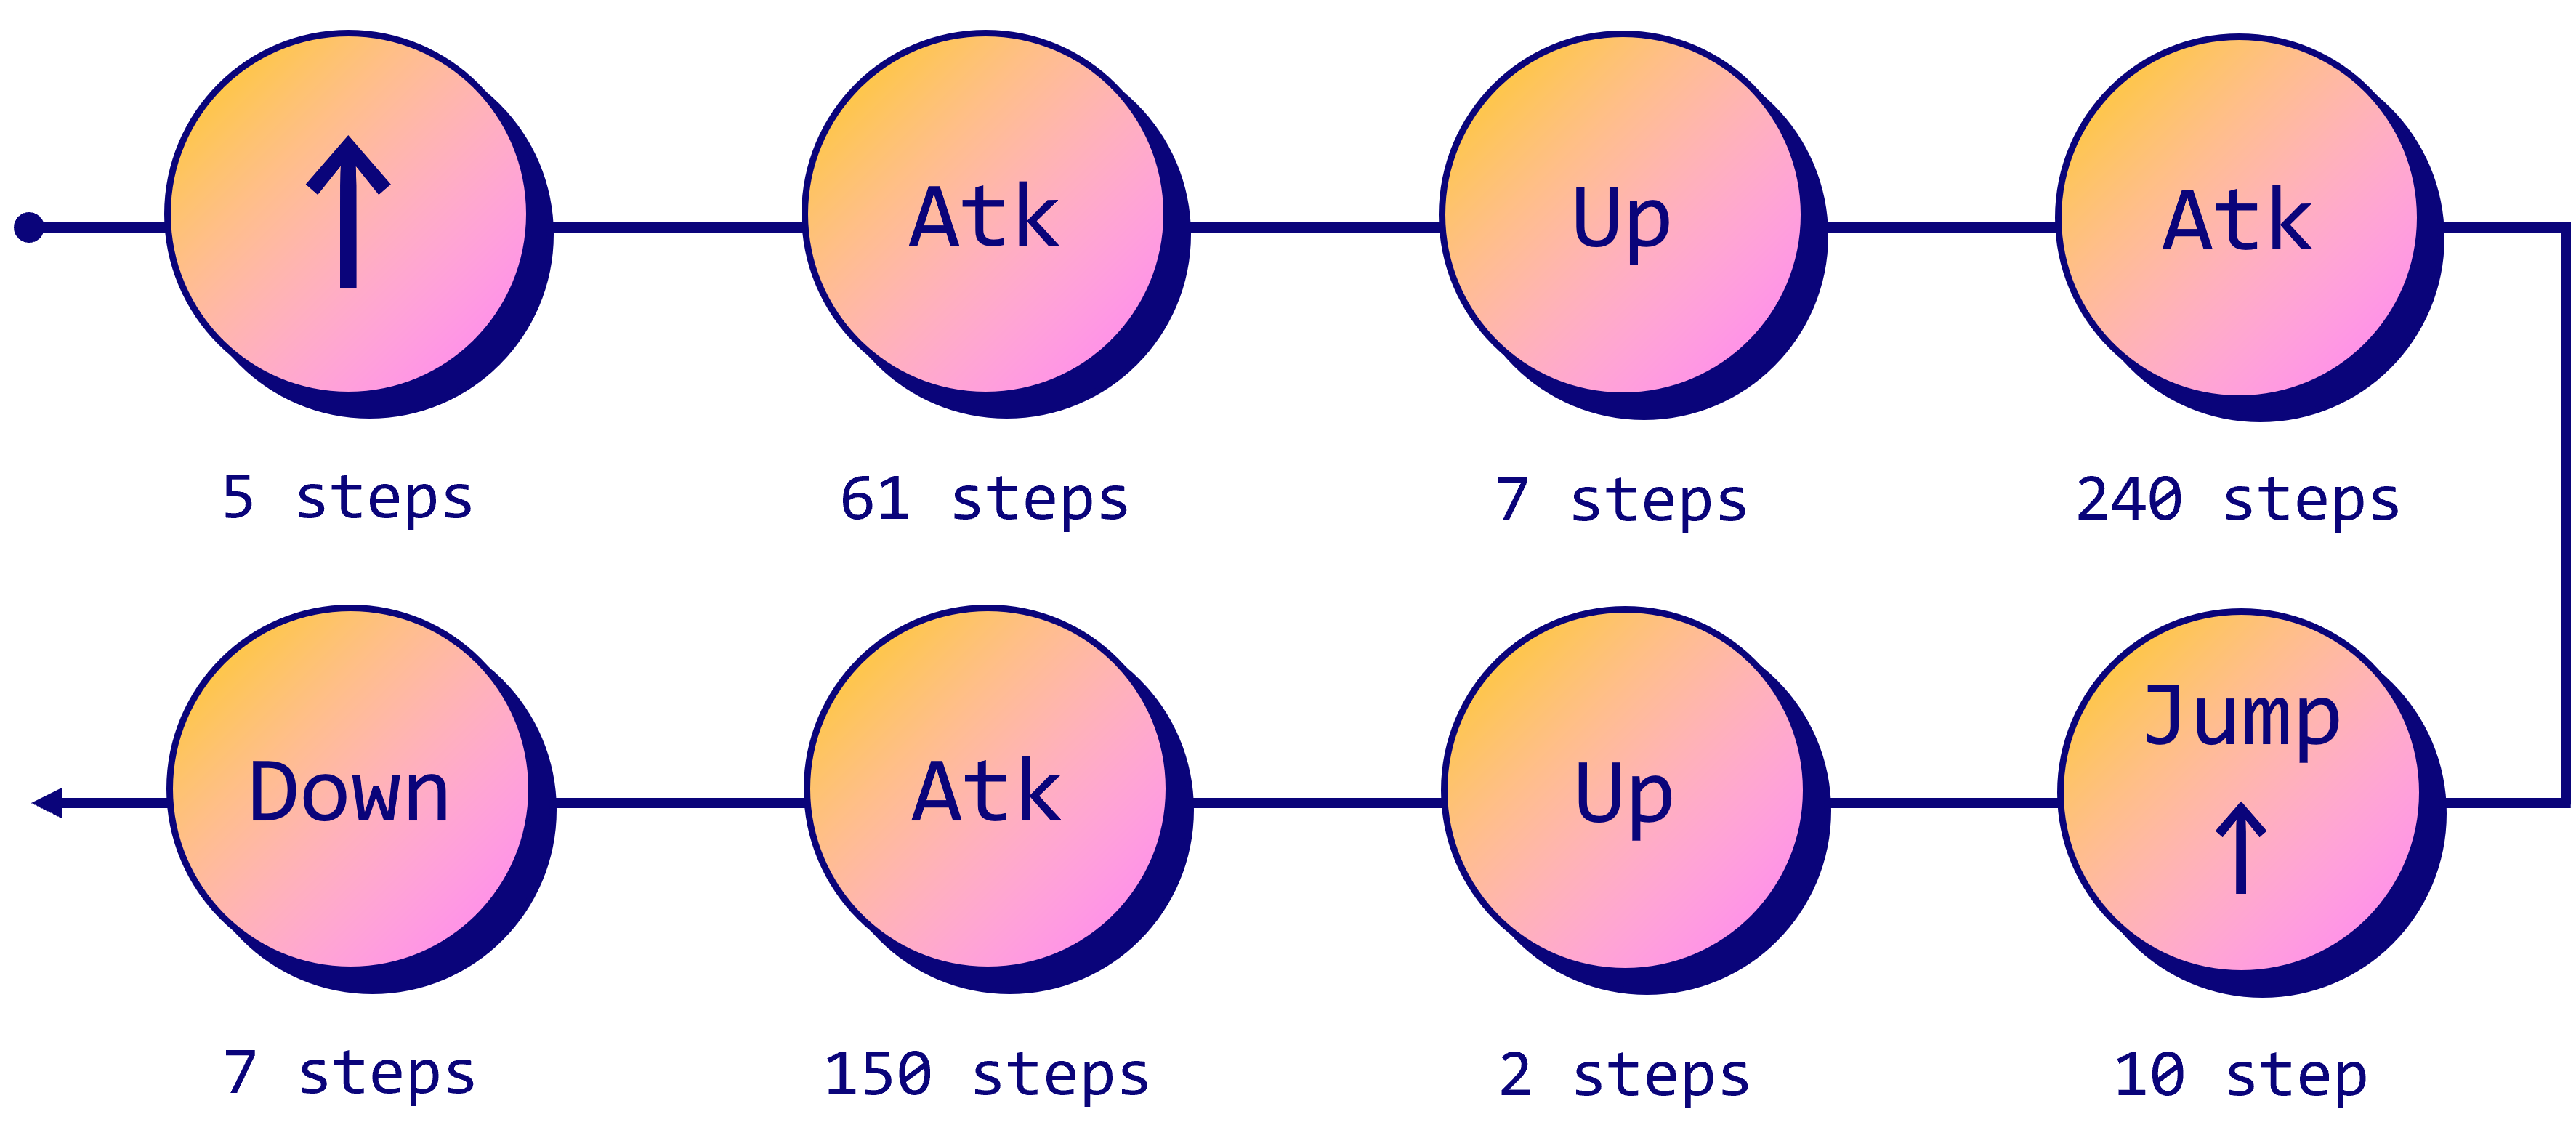 ↑
5 steps
Atk
61 steps
Up
7 steps
Atk
240 steps
Jump
↑
10 step
Up
2 steps
Atk
150 steps
Down
7 steps